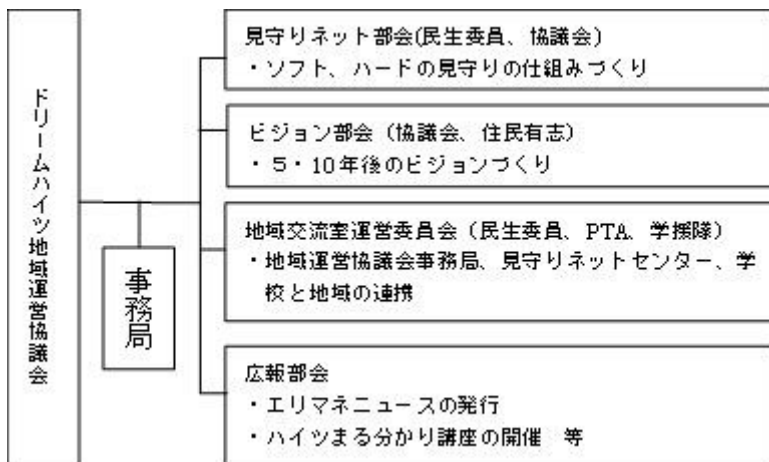 ドリームハイツ地域運営協議会
事務局
見守りネット部会(民生委員、協議会)
・ソフト、ハードの見守りの仕組みづくり
ビジョン部会（協議会、住民有志）
・５・10年後のビジョンづくり
地域交流室運営委員会（民生委員、PTA、学援隊）
・地域運営協議会事務局、見守りネットセンター、学
校と地域の連携
広報部会
・エリマネニュースの発行
・ハイツまる分かり講座の開催　等